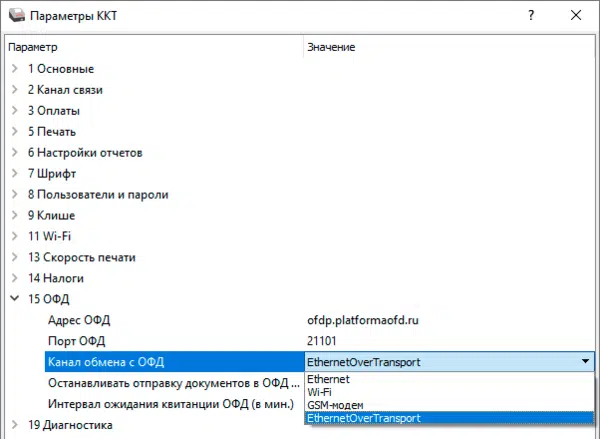 Параметры ККТ
?
Параметр Значение
1 Основные
2 Канал связи
3 Оплаты
5 Печать
6 Настройки отчетов
7 Шрифт
8 Пользователи и пароли
9 Клише
11 Wi-Fi
13 Скорость печати
14 Налоги
15 ОФД
Адрес ОФД ofdp.platformaofd.ru
Порт ОФД 21101
Канал обмена с ОФД EthernetOverTransport
Ethernet
Останавливать отправку документов в ОФД ... Wi-Fi
Интервал ожидания квитанции ОФД (в мин.) GSM-модем
EthernetOverTransport
19 Диагностика